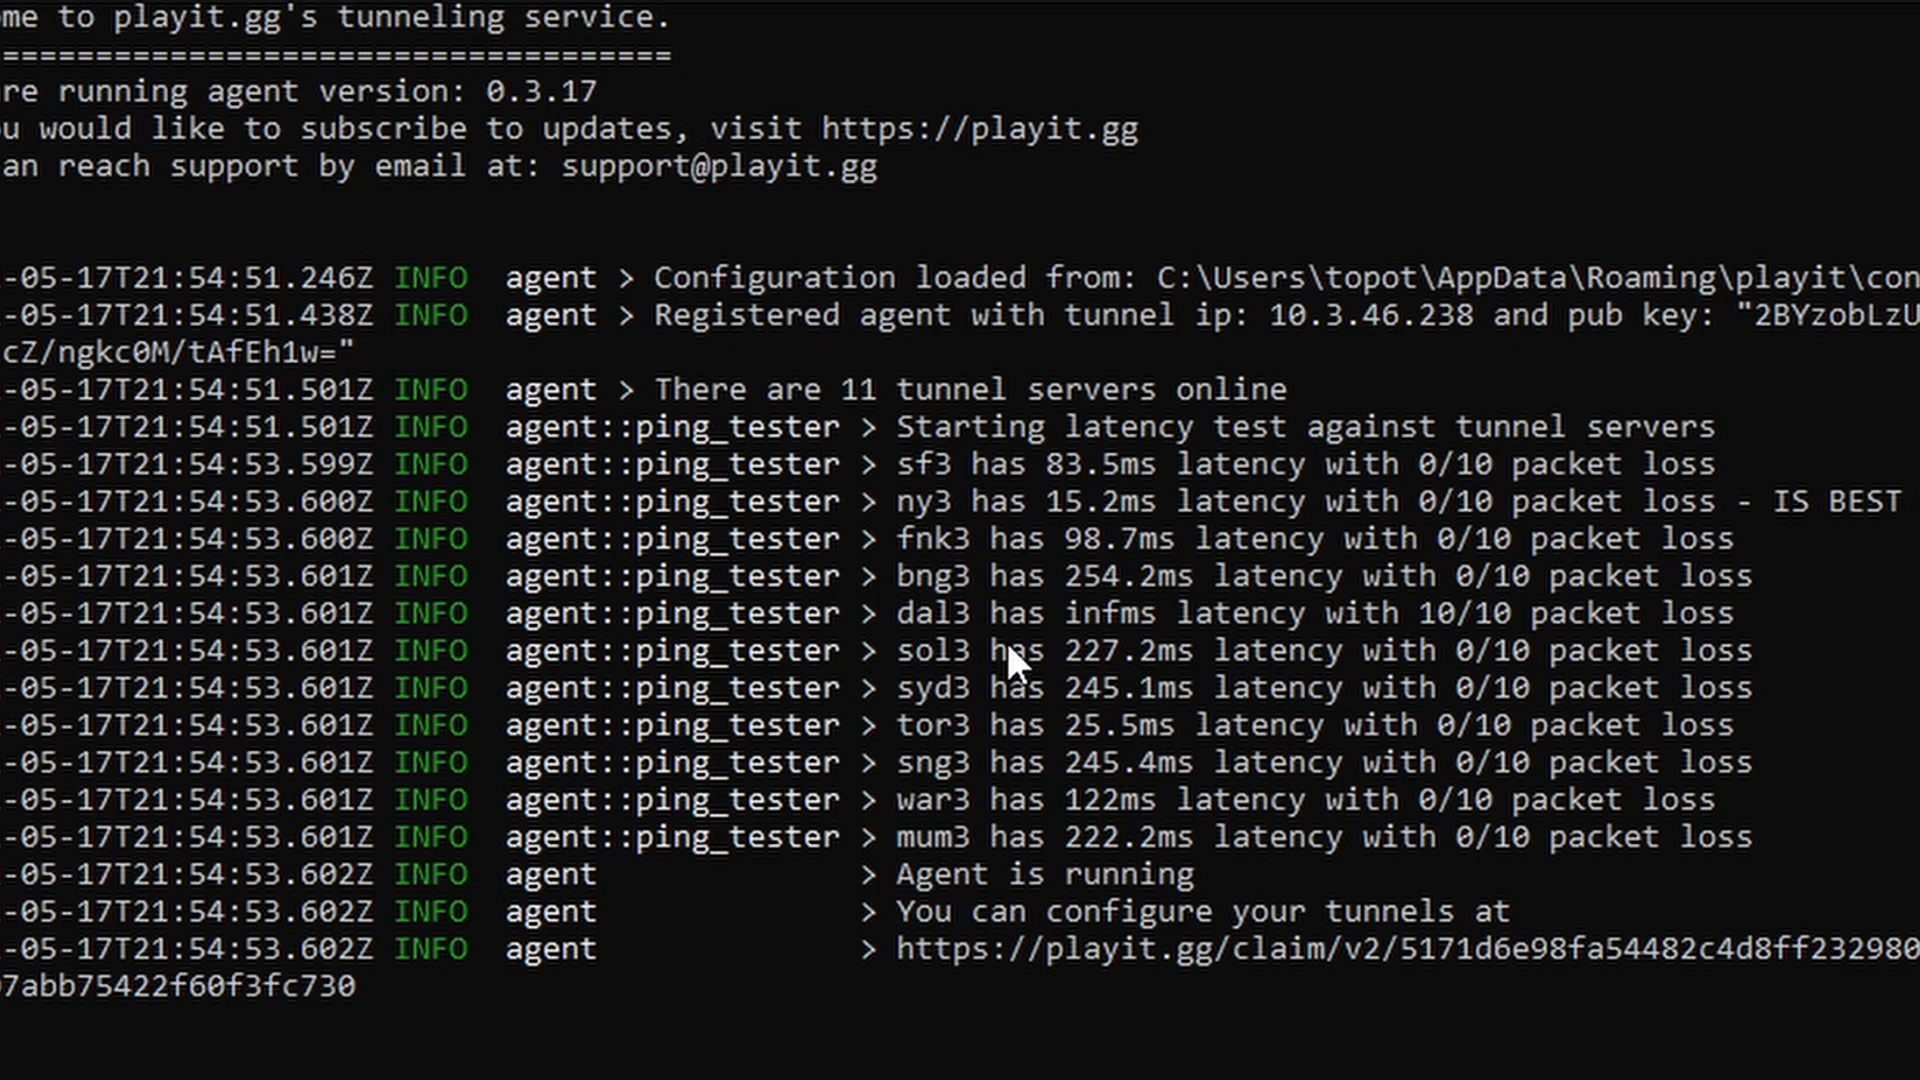 me to playit.gg's tunneling service.
====================================
re running agent version: 0.3.17
u would like to subscribe to updates, visit https://playit.gg
an reach support by email at: support@playit.gg
-05-17T21:54:51.246Z INFO agent > Configuration loaded from: C:\Users\topot\AppData\Roaming\playit\con
-05-17T21:54:51.438Z INFO agent > Registered agent with tunnel ip: 10.3.46.238 and pub key: "2BYzobLzU
cZ/ngkc0M/tAfEh1w="
-05-17T21:54:51.501Z INFO agent > There are 11 tunnel servers online
-05-17T21:54:51.501Z INFO agent::ping_tester > Starting latency test against tunnel servers
-05-17T21:54:53.599Z INFO agent::ping_tester > sf3 has 83.5ms latency with 0/10 packet loss
-05-17T21:54:53.600Z INFO agent::ping_tester > ny3 has 15.2ms latency with 0/10 packet loss - IS BEST
-05-17T21:54:53.600Z INFO agent::ping_tester > fnk3 has 98.7ms latency with 0/10 packet loss
-05-17T21:54:53.601Z INFO agent::ping_tester > bng3 has 254.2ms latency with 0/10 packet loss
-05-17T21:54:53.601Z INFO agent::ping_tester > dal3 has infms latency with 10/10 packet loss
-05-17T21:54:53.601Z INFO agent::ping_tester > sol3 has 227.2ms latency with 0/10 packet loss
-05-17T21:54:53.601Z INFO agent::ping_tester > syd3 has 245.1ms latency with 0/10 packet loss
-05-17T21:54:53.601Z INFO agent::ping_tester > tor3 has 25.5ms latency with 0/10 packet loss
-05-17T21:54:53.601Z INFO agent::ping_tester > sng3 has 245.4ms latency with 0/10 packet loss
-05-17T21:54:53.601Z INFO agent::ping_tester > war3 has 122ms latency with 0/10 packet loss
-05-17T21:54:53.601Z INFO agent::ping_tester > mum3 has 222.2ms latency with 0/10 packet loss
-05-17T21:54:53.602Z INFO agent > Agent is running
-05-17T21:54:53.602Z INFO agent > You can configure your tunnels at
-05-17T21:54:53.602Z INFO agent > https://playit.gg/claim/v2/5171d6e98fa54482c4d8ff232980
7abb75422f60f3fc730